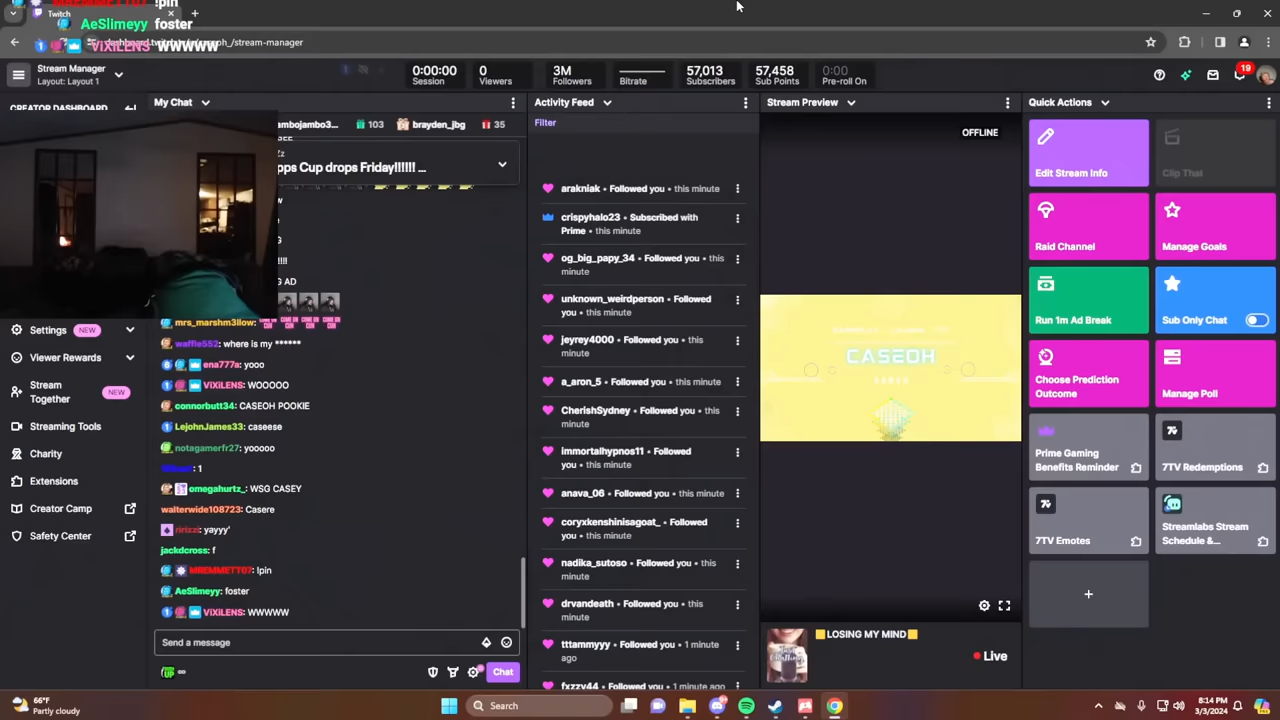 !pin
AeSlimeyy foster
ViXiLENS WWWWW
Twitch
Stream Manager
Layout: Layout 1
0:00:00
Session
0
Viewers
3M
Followers
Bitrate
57,013
Subscribers
57,458
Sub Points
0:00
Pre-roll On
19
CREATOR DASHBOARD
Settings NEW
Viewer Rewards
Stream
Together NEW
Streaming Tools
Charity
Extensions
Creator Camp
Safety Center
My Chat
ambojambo3... 103 brayden_jbg 35
pps Cup drops Friday!!!!!! ...
AD
mrs_marshm3llow:
waffle552: where is my ******
ena777a: yooo
ViXiLENS: WOOOOO
connorbutt34: CASEOH POOKIE
LejohnJames33: caseese
notagamerfr27: yooooo
: 1
omegahurtz_: WSG CASEY
walterwide108723: Casere
ririxzi: yayyy'
jackdcross: f
MREMMETT07: !pin
AeSlimeyy: foster
ViXiLENS: WWWWW
Send a message
Chat
Activity Feed
Filter
arakniak • Followed you • this minute
crispyhalo23 • Subscribed with
Prime • this minute
og_big_papy_34 • Followed you • this
minute
unknown_weirdperson • Followed
you • this minute
jeyrey4000 • Followed you • this
minute
a_aron_5 • Followed you • this minute
CherishSydney • Followed you • this
minute
immortalhypnos11 • Followed
you • this minute
anava_06 • Followed you • this minute
coryxkenshinisagoat_ • Followed
you • this minute
nadika_sutoso • Followed you • this
minute
drvandeath • Followed you • this
minute
tttammyyy • Followed you • 1 minute
ago
fxzzy44 • Followed you • 1 minute ago
Stream Preview
OFFLINE
CASEOH
LOSING MY MIND
Live
Quick Actions
Edit Stream Info
Clip That
Raid Channel
Manage Goals
Run 1m Ad Break
Sub Only Chat
Choose Prediction
Outcome
Manage Poll
Prime Gaming
Benefits Reminder
7TV Redemptions
7TV Emotes
Streamlabs Stream
Schedule &...
66°F
Partly cloudy
Search
8:14 PM
3/3/2024